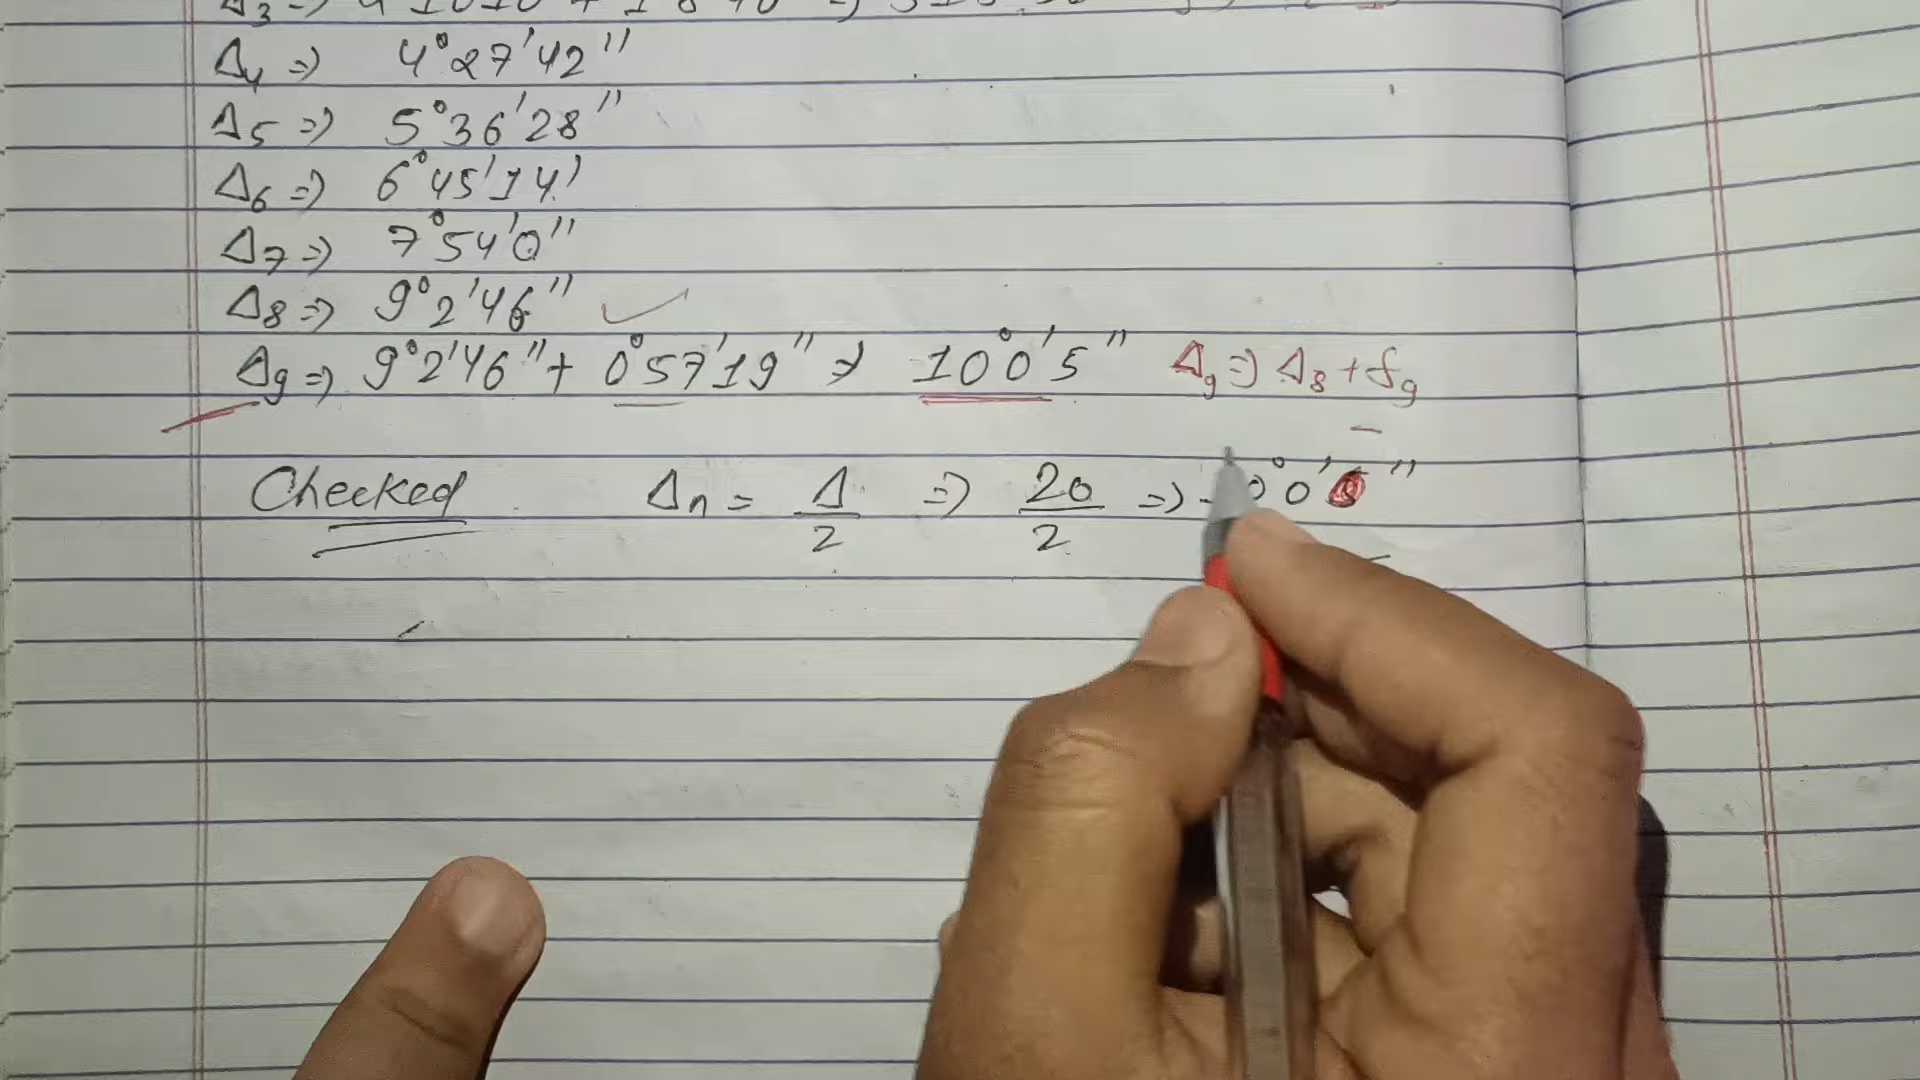 Δ4 => 4°27'42"
Δ5 => 5°36'28"
Δ6 => 6°45'14'
Δ7 => 7°54'0"
Δ8 => 9°2'46"
Δ9 => 9°2'46" + 0°57'19" => 10°0'5" Δ9 => Δ8 + δ9
Checked Δn = Δ/2 => 20/2 => 0°0' "